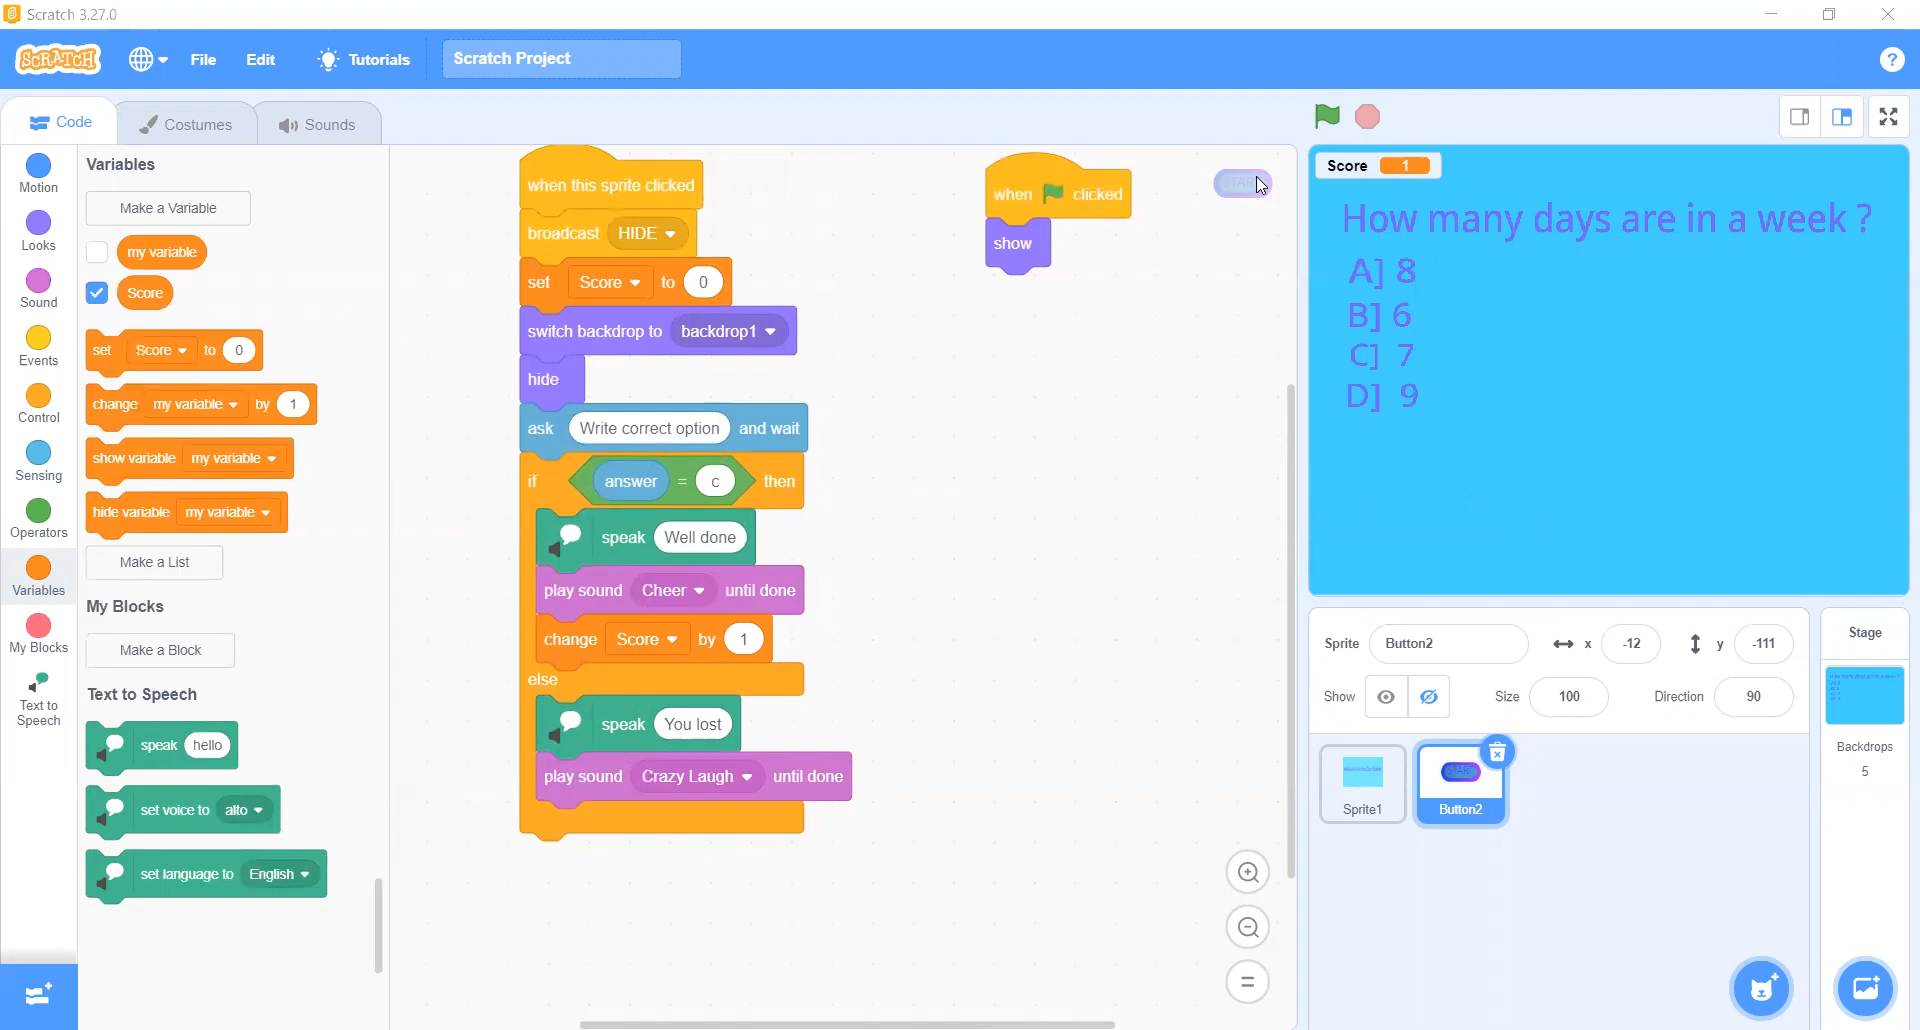 Scratch 3.27.0
SCRATCH File Edit Tutorials Scratch Project ?
Code Costumes Sounds
Motion
Looks
Sound
Events
Control
Sensing
Operators
Variables
My Blocks
Text to Speech
Variables
Make a Variable
my variable
Score
set Score to 0
change my variable by 1
show variable my variable
hide variable my variable
Make a List
My Blocks
Make a Block
Text to Speech
speak hello
set voice to alto
set language to English
when this sprite clicked
broadcast HIDE
set Score to 0
switch backdrop to backdrop1
hide
ask Write correct option and wait
if answer = c then
speak Well done
play sound Cheer until done
change Score by 1
else
speak You lost
play sound Crazy Laugh until done
when clicked
show
Score 1
How many days are in a week ?
A] 8
B] 6
C] 7
D] 9
Sprite Button2 x -12 y -111
Show Size 100 Direction 90
Sprite1
Button2
Stage
Backdrops
5